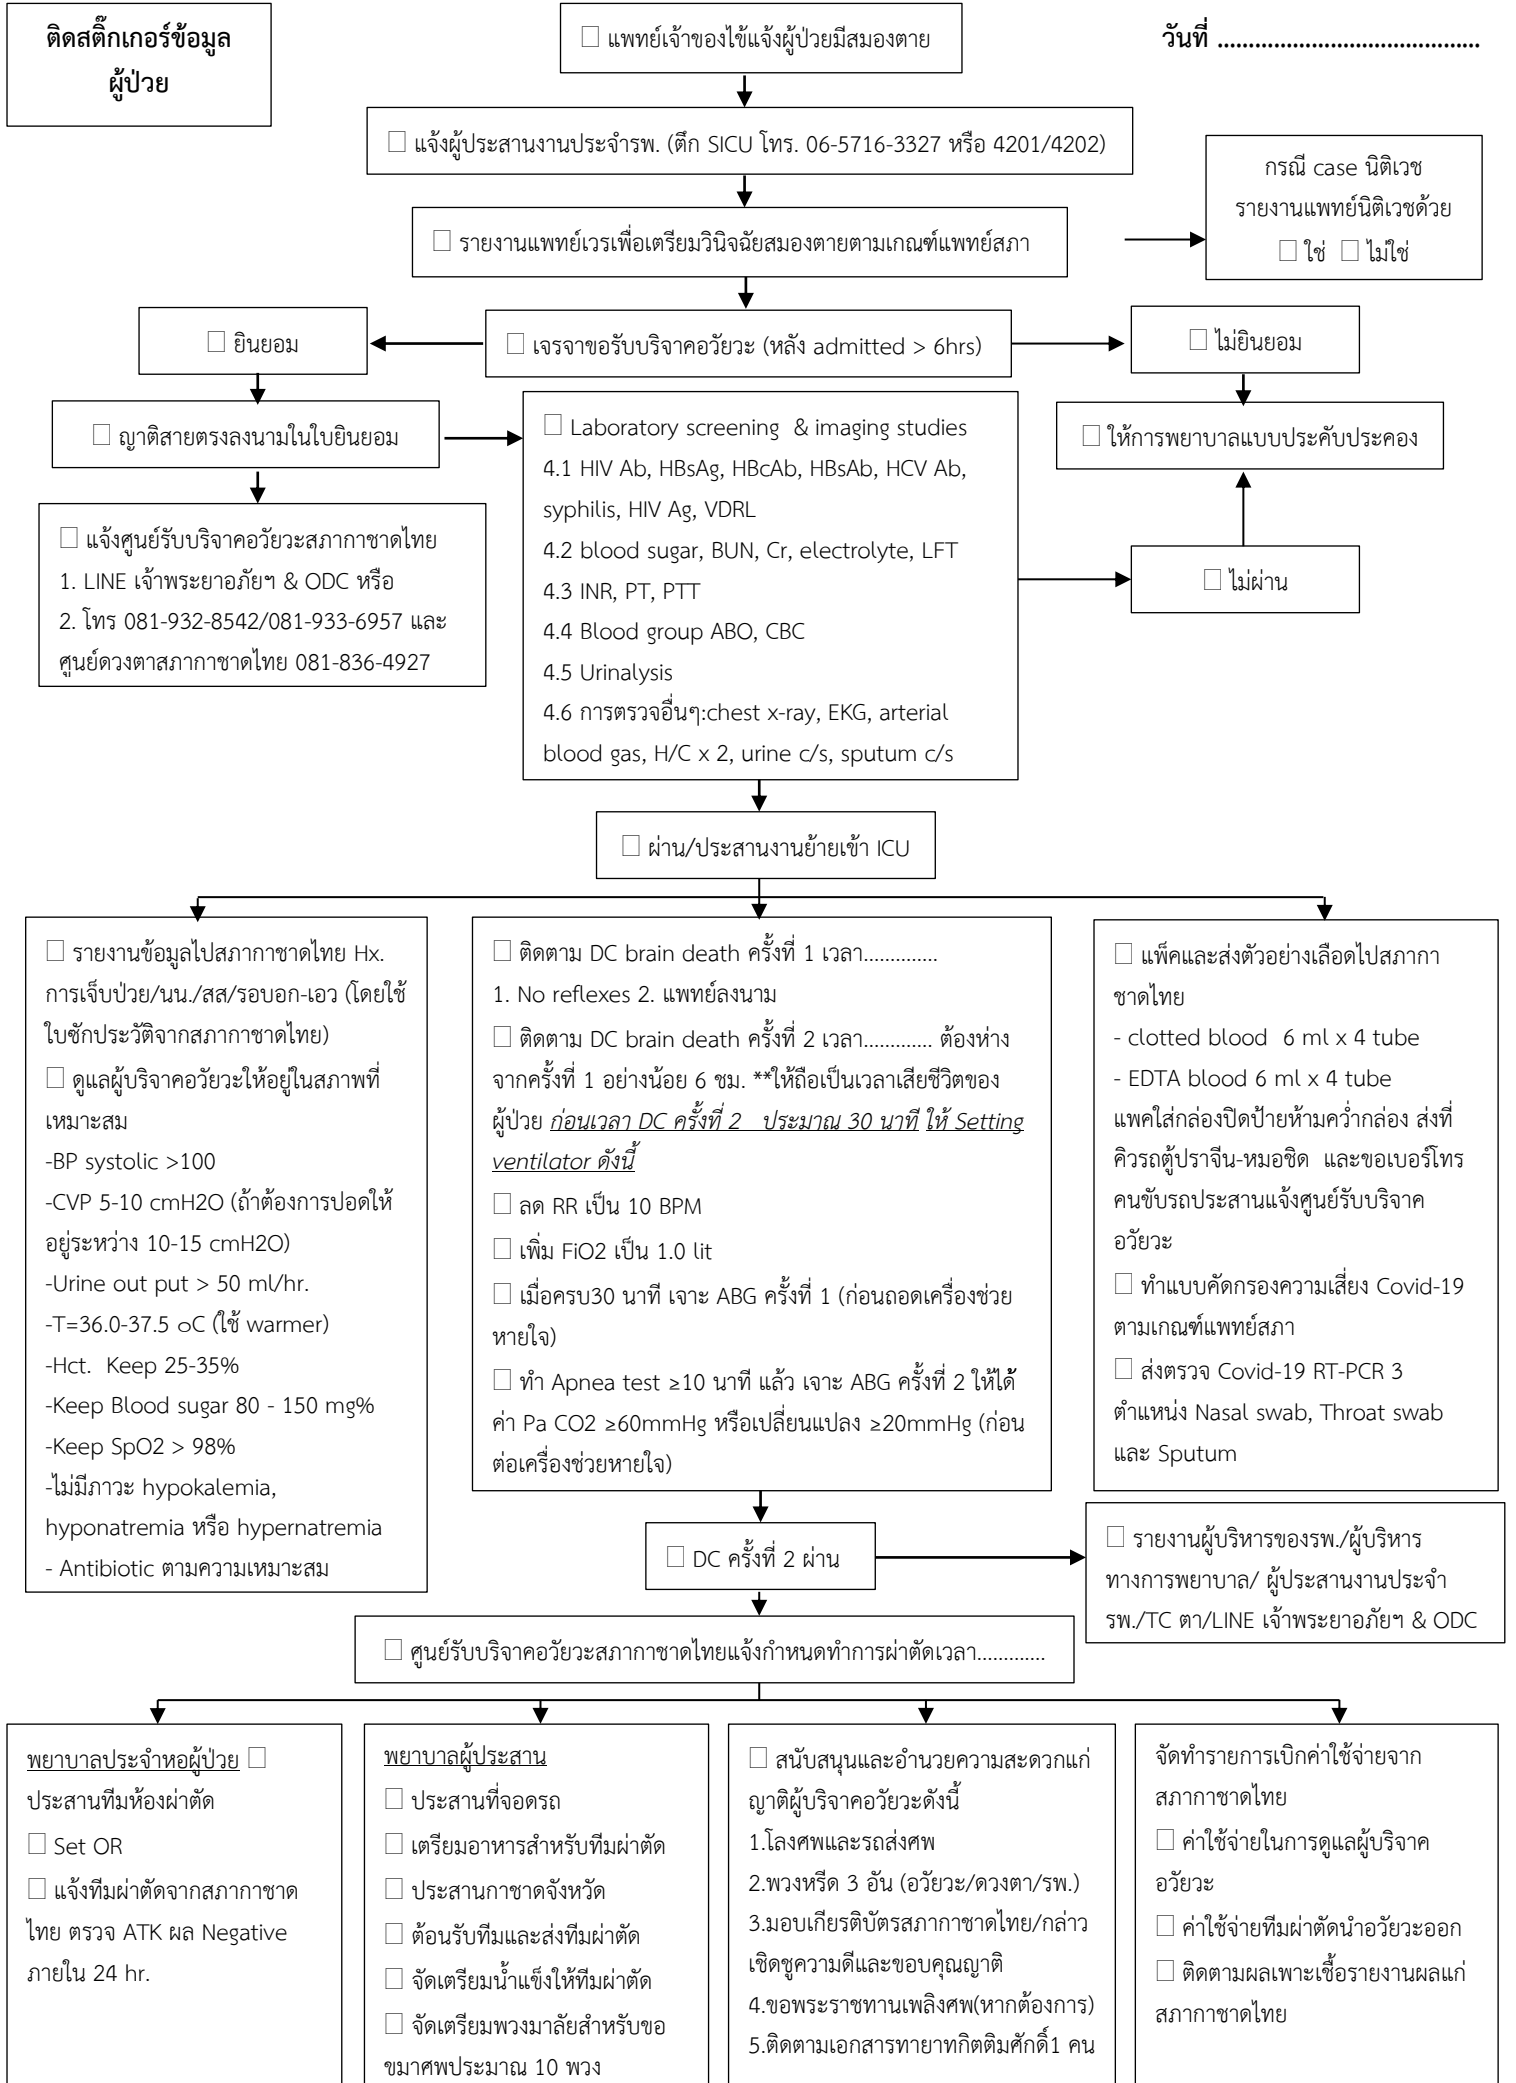 ติดสติ๊กเกอร์ข้อมูล
ผู้ป่วย
☐ แพทย์เจ้าของไข้แจ้งผู้ป่วยมีสมองตาย
วันที่ ..........................................
☐ แจ้งผู้ประสานงานประจำรพ. (ตึก SICU โทร. 06-5716-3327 หรือ 4201/4202)
กรณี case นิติเวช
รายงานแพทย์นิติเวชด้วย
☐ ใช่ ☐ ไม่ใช่
☐ รายงานแพทย์เวรเพื่อเตรียมวินิจฉัยสมองตายตามเกณฑ์แพทย์สภา
☐ ยินยอม
☐ เจรจาขอรับบริจาคอวัยวะ (หลัง admitted > 6hrs)
☐ ไม่ยินยอม
☐ ญาติสายตรงลงนามในใบยินยอม
☐ ให้การพยาบาลแบบประคับประคอง
☐ แจ้งศูนย์รับบริจาคอวัยวะสภากาชาดไทย
1. LINE เจ้าพระยาอภัยฯ & ODC หรือ
2. โทร 081-932-8542/081-933-6957 และ
ศูนย์ดวงตาสภากาชาดไทย 081-836-4927
☐ Laboratory screening & imaging studies
4.1 HIV Ab, HBsAg, HBcAb, HBsAb, HCV Ab,
syphilis, HIV Ag, VDRL
4.2 blood sugar, BUN, Cr, electrolyte, LFT
4.3 INR, PT, PTT
4.4 Blood group ABO, CBC
4.5 Urinalysis
4.6 การตรวจอื่นๆ:chest x-ray, EKG, arterial
blood gas, H/C x 2, urine c/s, sputum c/s
☐ ไม่ผ่าน
☐ ผ่าน/ประสานงานย้ายเข้า ICU
☐ รายงานข้อมูลไปสภากาชาดไทย Hx.
การเจ็บป่วย/นน./สส/รอบอก-เอว (โดยใช้
ใบซักประวัติจากสภากาชาดไทย)
☐ ดูแลผู้บริจาคอวัยวะให้อยู่ในสภาพที่
เหมาะสม
-BP systolic >100
-CVP 5-10 cmH2O (ถ้าต้องการปอดให้
อยู่ระหว่าง 10-15 cmH2O)
-Urine out put > 50 ml/hr.
-T=36.0-37.5 oC (ใช้ warmer)
-Hct. Keep 25-35%
-Keep Blood sugar 80 - 150 mg%
-Keep SpO2 > 98%
-ไม่มีภาวะ hypokalemia,
hyponatremia หรือ hypernatremia
- Antibiotic ตามความเหมาะสม
☐ ติดตาม DC brain death ครั้งที่ 1 เวลา..............
1. No reflexes 2. แพทย์ลงนาม
☐ ติดตาม DC brain death ครั้งที่ 2 เวลา............. ต้องห่าง
จากครั้งที่ 1 อย่างน้อย 6 ชม. **ให้ถือเป็นเวลาเสียชีวิตของ
ผู้ป่วย ก่อนเวลา DC ครั้งที่ 2 ประมาณ 30 นาที ให้ Setting
ventilator ดังนี้
☐ ลด RR เป็น 10 BPM
☐ เพิ่ม FiO2 เป็น 1.0 lit
☐ เมื่อครบ30 นาที เจาะ ABG ครั้งที่ 1 (ก่อนถอดเครื่องช่วย
หายใจ)
☐ ทำ Apnea test ≥10 นาที แล้ว เจาะ ABG ครั้งที่ 2 ให้ได้
ค่า Pa CO2 ≥60mmHg หรือเปลี่ยนแปลง ≥20mmHg (ก่อน
ต่อเครื่องช่วยหายใจ)
☐ แพ็คและส่งตัวอย่างเลือดไปสภากา
ชาดไทย
- clotted blood 6 ml x 4 tube
- EDTA blood 6 ml x 4 tube
แพคใส่กล่องปิดป้ายห้ามคว่ำกล่อง ส่งที่
คิวรถตู้ปราจีน-หมอชิด และขอเบอร์โทร
คนขับรถประสานแจ้งศูนย์รับบริจาค
อวัยวะ
☐ ทำแบบคัดกรองความเสี่ยง Covid-19
ตามเกณฑ์แพทย์สภา
☐ ส่งตรวจ Covid-19 RT-PCR 3
ตำแหน่ง Nasal swab, Throat swab
และ Sputum
☐ DC ครั้งที่ 2 ผ่าน
☐ รายงานผู้บริหารของรพ./ผู้บริหาร
ทางการพยาบาล/ ผู้ประสานงานประจำ
รพ./TC ตา/LINE เจ้าพระยาอภัยฯ & ODC
☐ ศูนย์รับบริจาคอวัยวะสภากาชาดไทยแจ้งกำหนดทำการผ่าตัดเวลา.............
พยาบาลประจำหอผู้ป่วย ☐
ประสานทีมห้องผ่าตัด
☐ Set OR
☐ แจ้งทีมผ่าตัดจากสภากาชาด
ไทย ตรวจ ATK ผล Negative
ภายใน 24 hr.
พยาบาลผู้ประสาน
☐ ประสานที่จอดรถ
☐ เตรียมอาหารสำหรับทีมผ่าตัด
☐ ประสานกาชาดจังหวัด
☐ ต้อนรับทีมและส่งทีมผ่าตัด
☐ จัดเตรียมน้ำแข็งให้ทีมผ่าตัด
☐ จัดเตรียมพวงมาลัยสำหรับขอ
ขมาศพประมาณ 10 พวง
☐ สนับสนุนและอำนวยความสะดวกแก่
ญาติผู้บริจาคอวัยวะดังนี้
1.โลงศพและรถส่งศพ
2.พวงหรีด 3 อัน (อวัยวะ/ดวงตา/รพ.)
3.มอบเกียรติบัตรสภากาชาดไทย/กล่าว
เชิดชูความดีและขอบคุณญาติ
4.ขอพระราชทานเพลิงศพ(หากต้องการ)
5.ติดตามเอกสารทายาทกิตติมศักดิ์1 คน
จัดทำรายการเบิกค่าใช้จ่ายจาก
สภากาชาดไทย
☐ ค่าใช้จ่ายในการดูแลผู้บริจาค
อวัยวะ
☐ ค่าใช้จ่ายทีมผ่าตัดนำอวัยวะออก
☐ ติดตามผลเพาะเชื้อรายงานผลแก่
สภากาชาดไทย